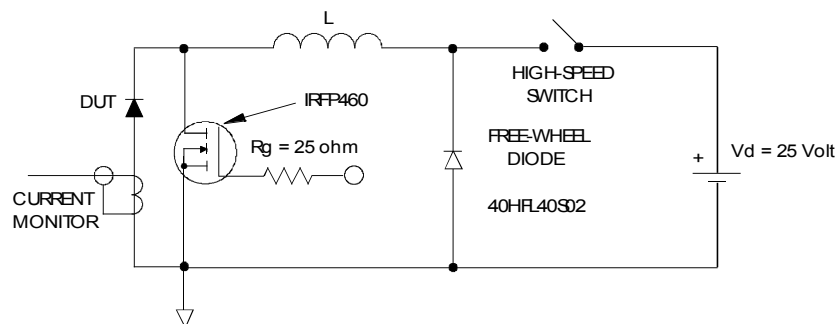 L
HIGH-SPEED
SWITCH
DUT
IRFP460
Rg = 25 ohm
FREE-WHEEL
DIODE
+ Vd = 25 Volt
CURRENT
MONITOR
40HFL40S02